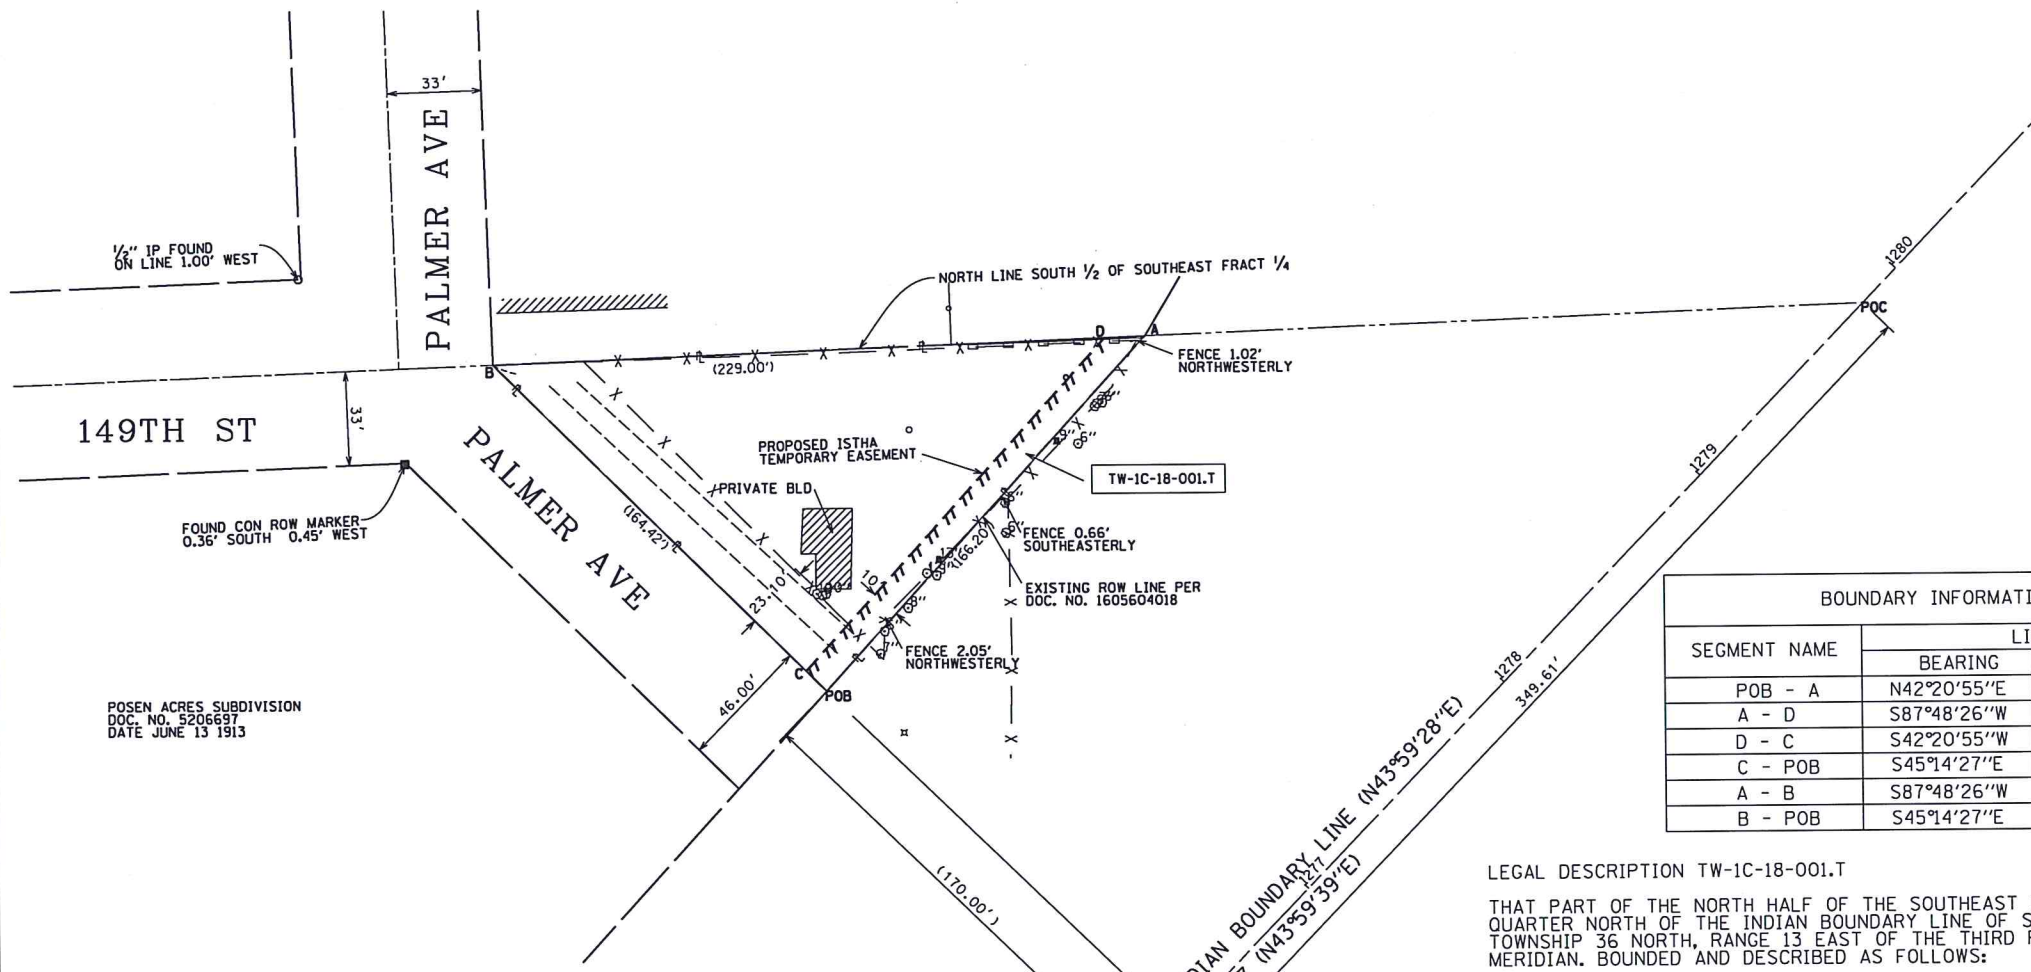 33'
PALMER AVE
½" IP FOUND
ON LINE 1.00' WEST
NORTH LINE SOUTH ½ OF SOUTHEAST FRACT ¼
1280
POC
D
A
FENCE 1.02'
NORTHWESTERLY
B
(229.00')
149TH ST
33'
PALMER AVE
PROPOSED ISTHA
TEMPORARY EASEMENT
TW-1C-18-001.T
1279
PRIVATE BLD
FOUND CON ROW MARKER
0.36' SOUTH 0.45' WEST
(164.42')
FENCE 0.66'
SOUTHEASTERLY
(166.20')
EXISTING ROW LINE PER
DOC. NO. 1605604018
23.10'
10'
FENCE 2.05'
NORTHWESTERLY
C
POB
46.00'
POSEN ACRES SUBDIVISION
DOC. NO. 5206697
DATE JUNE 13 1913
1278
349.61'
(170.00')
DIAN BOUNDARY LINE (N43°59'28"E)
1277
(N43°59'39"E)
BOUNDARY INFORMATI
SEGMENT NAME
LI
BEARING
POB - A N42°20'55"E
A - D S87°48'26"W
D - C S42°20'55"W
C - POB S45°14'27"E
A - B S87°48'26"W
B - POB S45°14'27"E
LEGAL DESCRIPTION TW-1C-18-001.T
THAT PART OF THE NORTH HALF OF THE SOUTHEAST
QUARTER NORTH OF THE INDIAN BOUNDARY LINE OF S
TOWNSHIP 36 NORTH, RANGE 13 EAST OF THE THIRD P
MERIDIAN. BOUNDED AND DESCRIBED AS FOLLOWS: